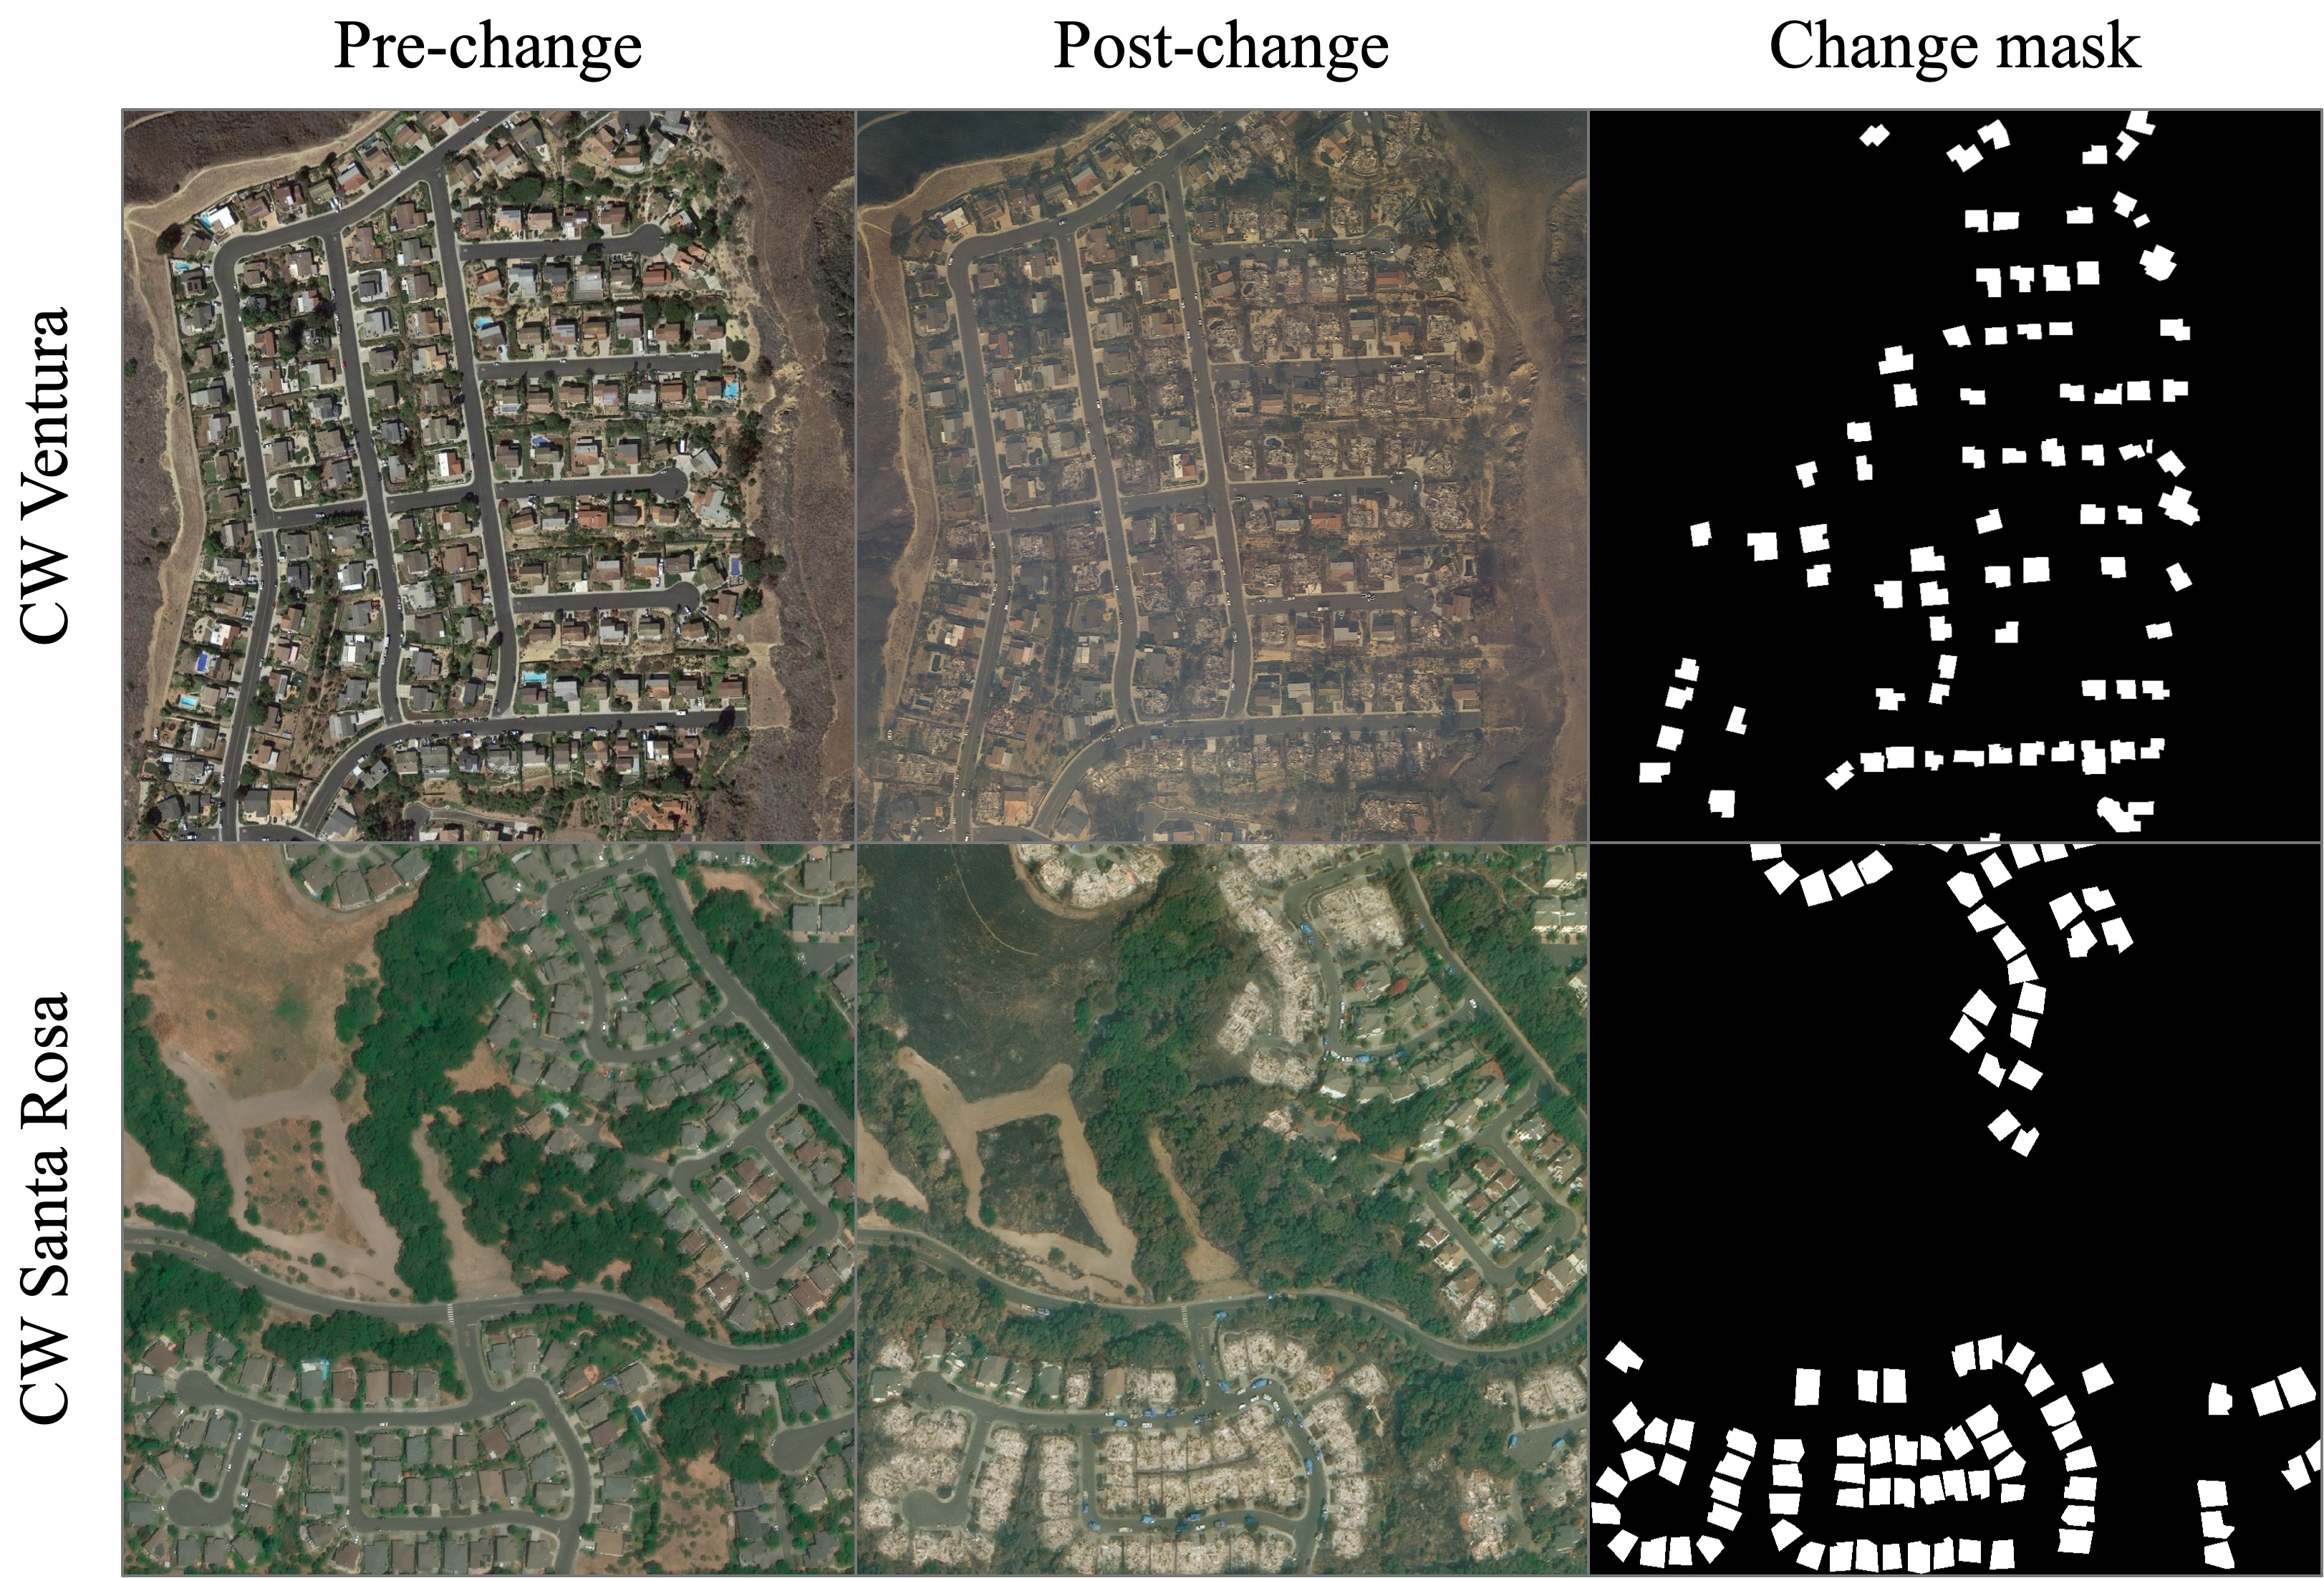 Pre-change
Post-change
Change mask
CW Ventura
CW Santa Rosa